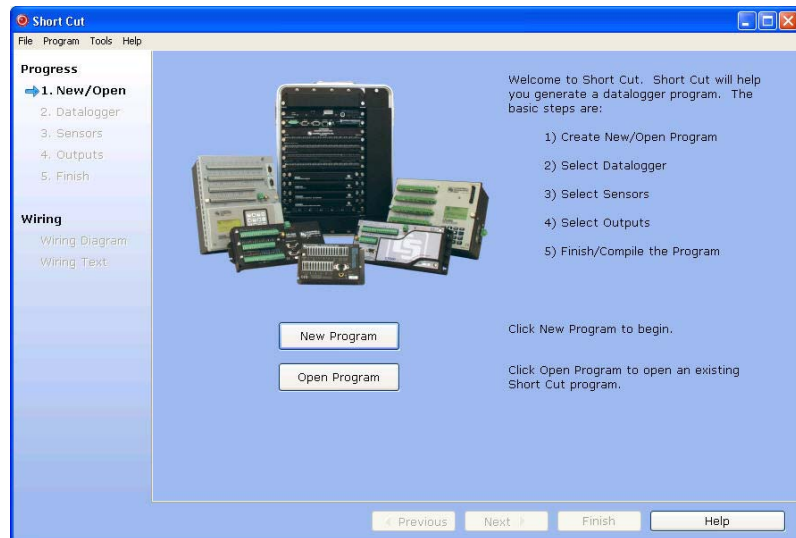 Short Cut
File Program Tools Help
Progress
1. New/Open
2. Datalogger
3. Sensors
4. Outputs
5. Finish
Wiring
Wiring Diagram
Wiring Text
Welcome to Short Cut. Short Cut will help
you generate a datalogger program. The
basic steps are:
1) Create New/Open Program
2) Select Datalogger
3) Select Sensors
4) Select Outputs
5) Finish/Compile the Program
New Program
Click New Program to begin.
Open Program
Click Open Program to open an existing
Short Cut program.
Previous Next Finish Help